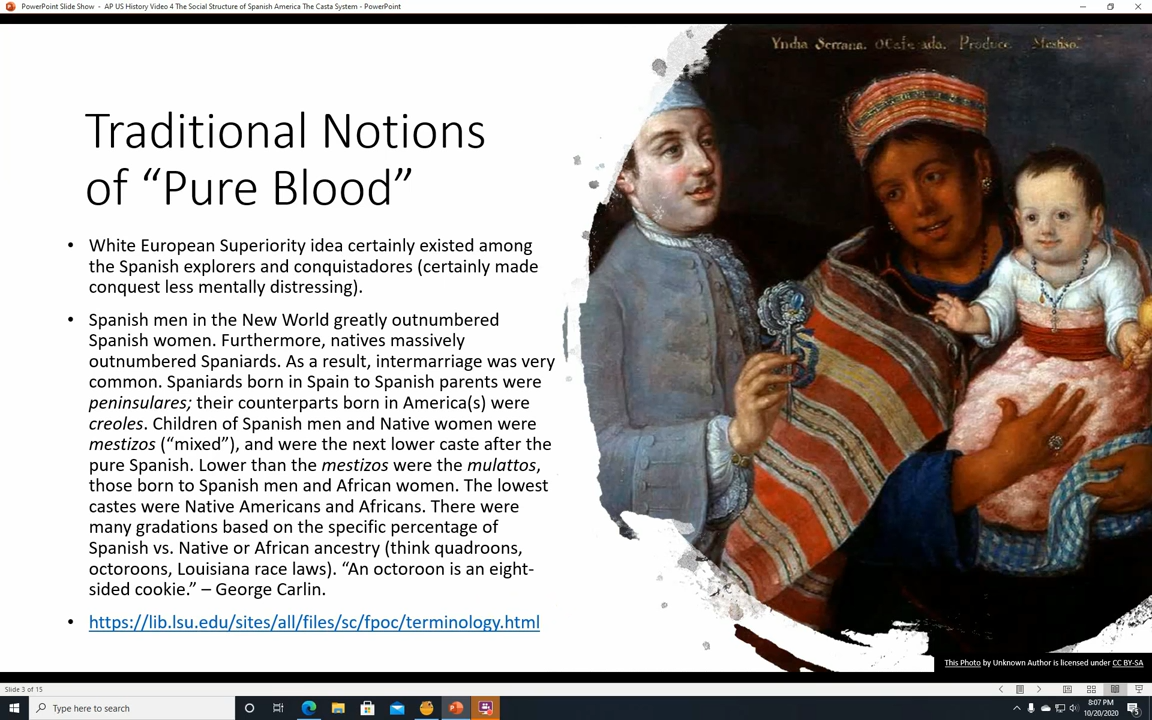 PowerPoint Slide Show - AP US History Video 4 The Social Structure of Spanish America The Casta System - PowerPoint
Yndia Serrana. Produce Mestiso.
Traditional Notions
of “Pure Blood”
• White European Superiority idea certainly existed among
the Spanish explorers and conquistadores (certainly made
conquest less mentally distressing).
• Spanish men in the New World greatly outnumbered
Spanish women. Furthermore, natives massively
outnumbered Spaniards. As a result, intermarriage was very
common. Spaniards born in Spain to Spanish parents were
peninsulares; their counterparts born in America(s) were
creoles. Children of Spanish men and Native women were
mestizos (“mixed”), and were the next lower caste after the
pure Spanish. Lower than the mestizos were the mulattos,
those born to Spanish men and African women. The lowest
castes were Native Americans and Africans. There were
many gradations based on the specific percentage of
Spanish vs. Native or African ancestry (think quadroons,
octoroons, Louisiana race laws). “An octoroon is an eight-
sided cookie.” – George Carlin.
• https://lib.lsu.edu/sites/all/files/sc/fpoc/terminology.html
This Photo by Unknown Author is licensed under CC BY-SA
Slide 3 of 15
Type here to search
8:07 PM
10/20/2020
5